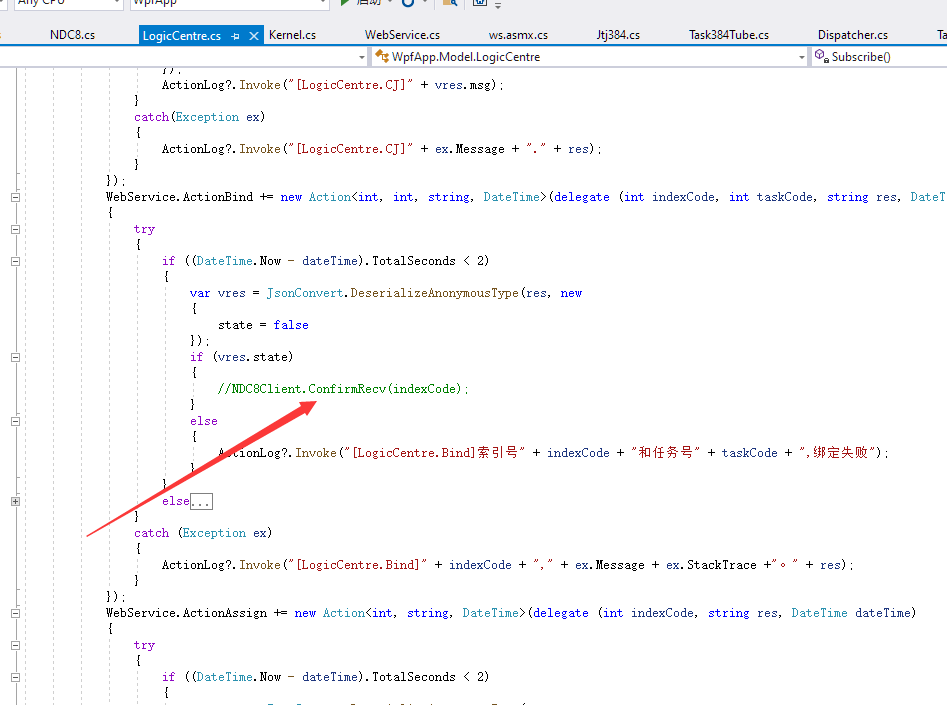 Any CPU WpfApp 启动
NDC8.cs LogicCentre.cs Kernel.cs WebService.cs ws.asmx.cs Jtj384.cs Task384Tube.cs Dispatcher.cs Ta
WpfApp.Model.LogicCentre Subscribe()
});
ActionLog?.Invoke("[LogicCentre.CJ]" + vres.msg);
}
catch(Exception ex)
{
ActionLog?.Invoke("[LogicCentre.CJ]" + ex.Message + "." + res);
}
});
WebService.ActionBind += new Action<int, int, string, DateTime>(delegate (int indexCode, int taskCode, string res, DateT
{
try
{
if ((DateTime.Now - dateTime).TotalSeconds < 2)
{
var vres = JsonConvert.DeserializeAnonymousType(res, new
{
state = false
});
if (vres.state)
{
//NDC8Client.ConfirmRecv(indexCode);
}
else
{
ActionLog?.Invoke("[LogicCentre.Bind]索引号" + indexCode + "和任务号" + taskCode + ",绑定失败");
}
}
else...
}
catch (Exception ex)
{
ActionLog?.Invoke("[LogicCentre.Bind]" + indexCode + "," + ex.Message + ex.StackTrace +"。" + res);
}
});
WebService.ActionAssign += new Action<int, string, DateTime>(delegate (int indexCode, string res, DateTime dateTime)
{
try
{
if ((DateTime.Now - dateTime).TotalSeconds < 2)
{